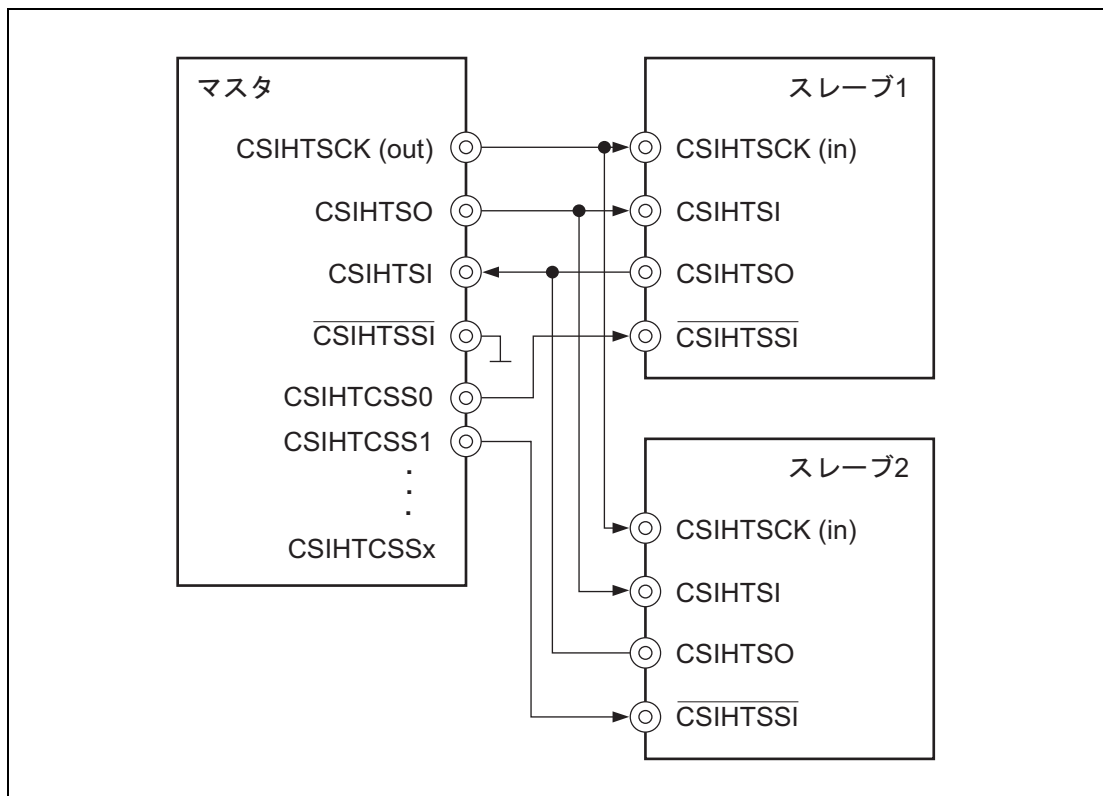 マスタ
CSIHTSCK (out)
CSIHTSO
CSIHTSI
CSIHTSSI
CSIHTCSS0
CSIHTCSS1
.
.
.
CSIHTCSSx
スレーブ1
CSIHTSCK (in)
CSIHTSI
CSIHTSO
CSIHTSSI
スレーブ2
CSIHTSCK (in)
CSIHTSI
CSIHTSO
CSIHTSSI